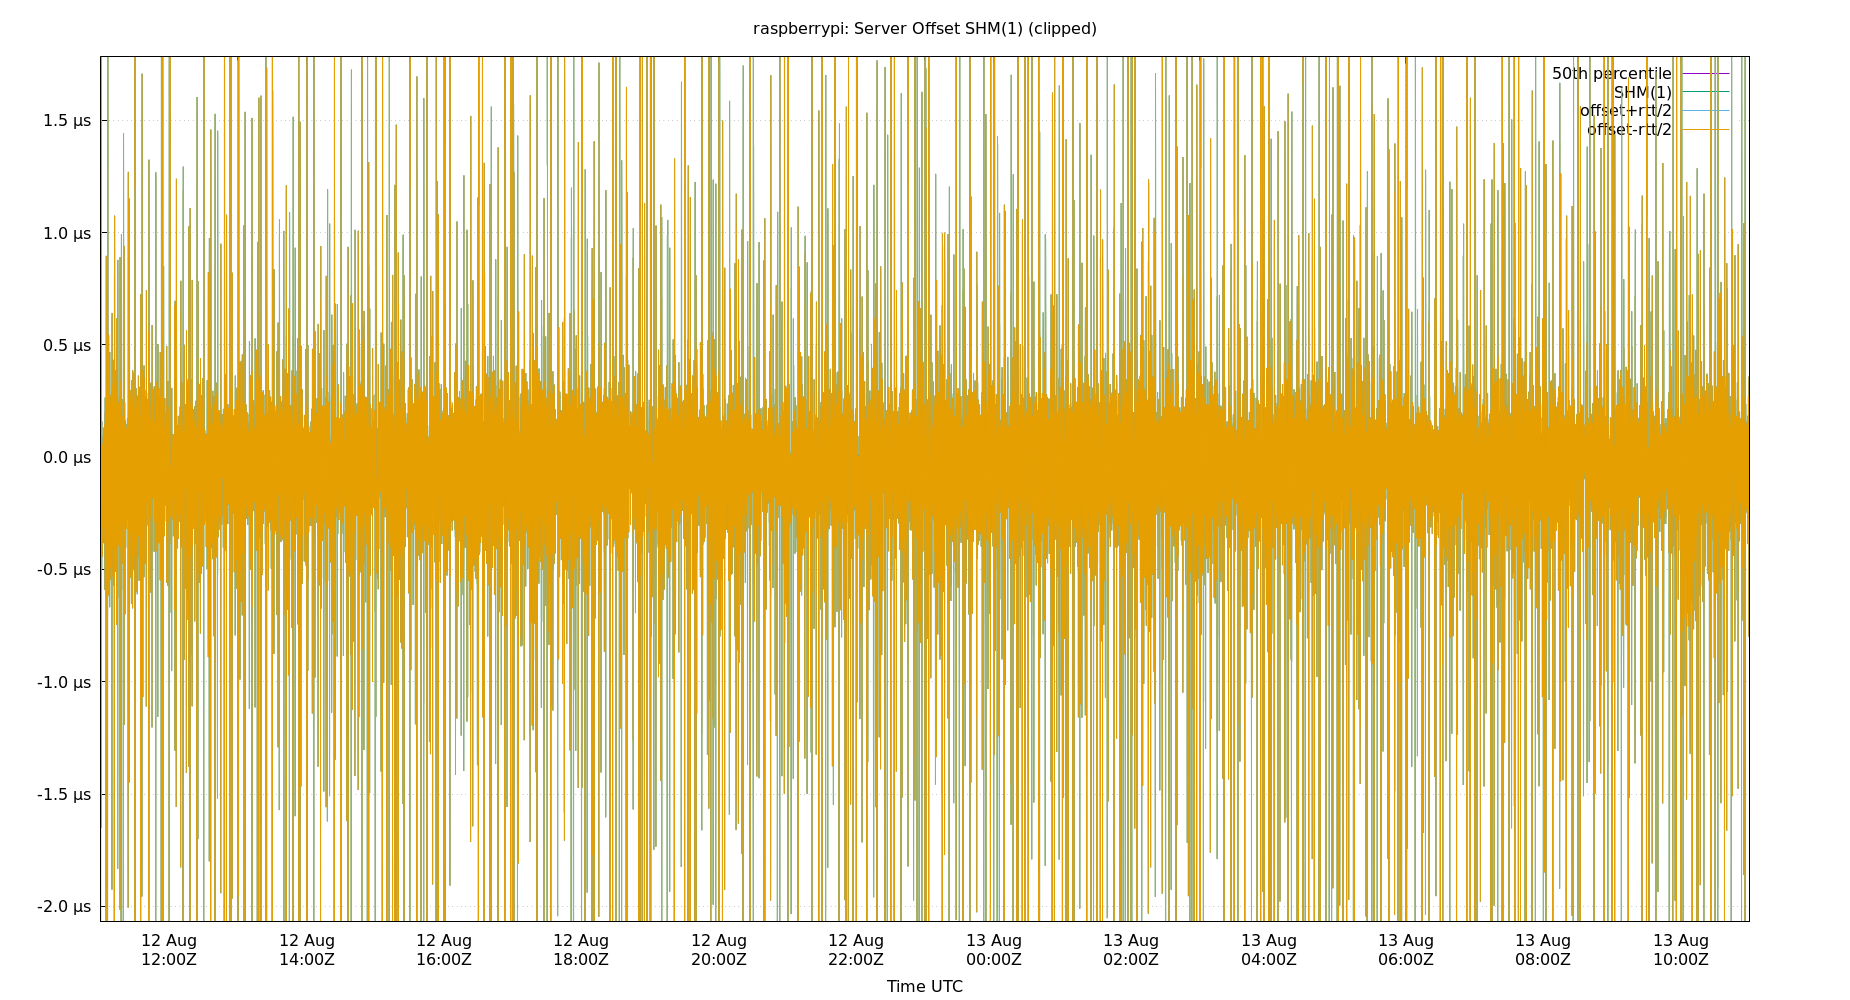 raspberrypi: Server Offset SHM(1) (clipped)
50th percentile
SHM(1)
offset+rtt/2
offset-rtt/2
1.5 µs
1.0 µs
0.5 µs
0.0 µs
-0.5 µs
-1.0 µs
-1.5 µs
-2.0 µs
12 Aug 12 Aug 12 Aug 12 Aug 12 Aug 12 Aug 13 Aug 13 Aug 13 Aug 13 Aug 13 Aug 13 Aug
12:00Z 14:00Z 16:00Z 18:00Z 20:00Z 22:00Z 00:00Z 02:00Z 04:00Z 06:00Z 08:00Z 10:00Z
Time UTC